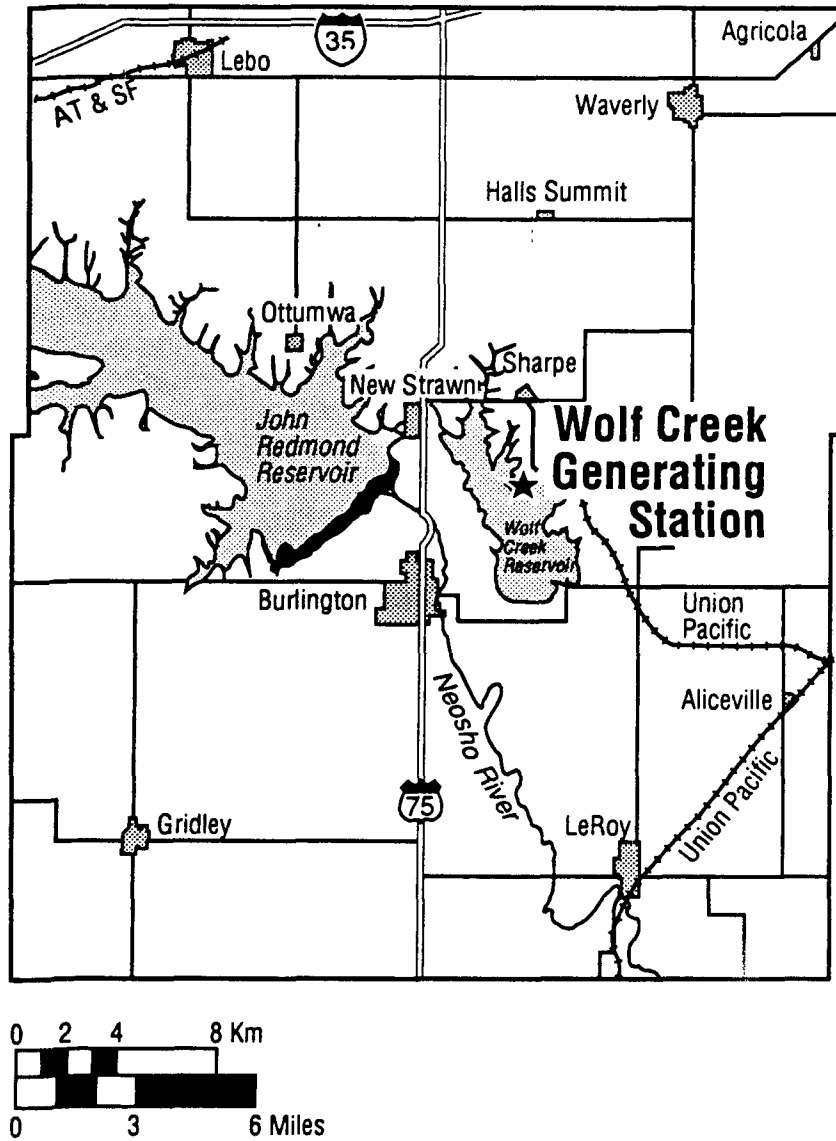 35
Agricola
Lebo
AT & SF
Waverly
Halls Summit
Ottumwa
Sharpe
New Strawn
John
Redmond
Reservoir
Wolf Creek
Generating
Station
Wolf
Creek
Reservoir
Burlington
Union
Pacific
Neosho River
Aliceville
75
Gridley
LeRoy
Union Pacific
0 2 4 8 Km
0 3 6 Miles